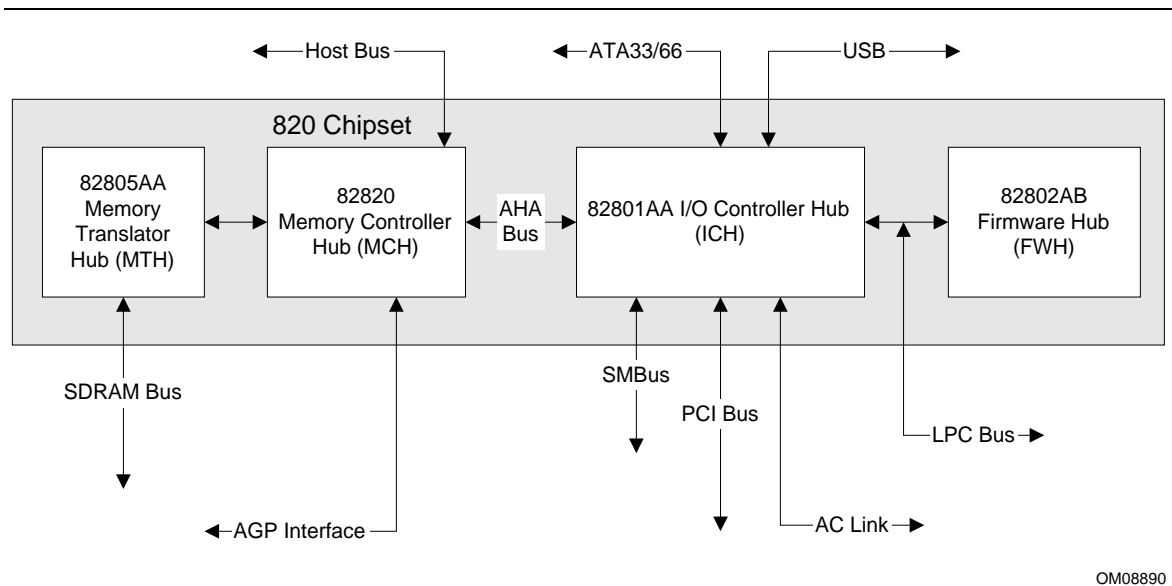 Host Bus
ATA33/66
USB
820 Chipset
82805AA
Memory
Translator
Hub (MTH)
82820
Memory Controller
Hub (MCH)
AHA
Bus
82801AA I/O Controller Hub
(ICH)
82802AB
Firmware Hub
(FWH)
SDRAM Bus
SMBus
PCI Bus
LPC Bus
AGP Interface
AC Link
OM08890